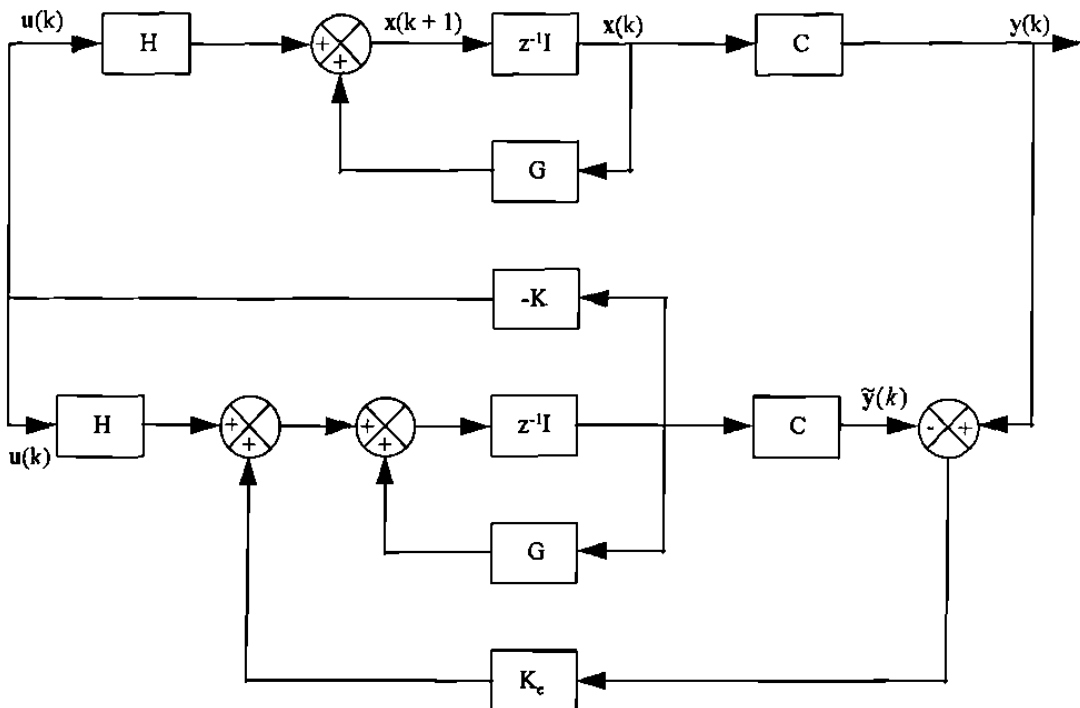 u(k)
H
+
+
x(k + 1)
z⁻¹I
x(k)
C
y(k)
G
-K
u(k)
H
+
+
+
+
z⁻¹I
C
ỹ(k)
-
+
G
Kₑ